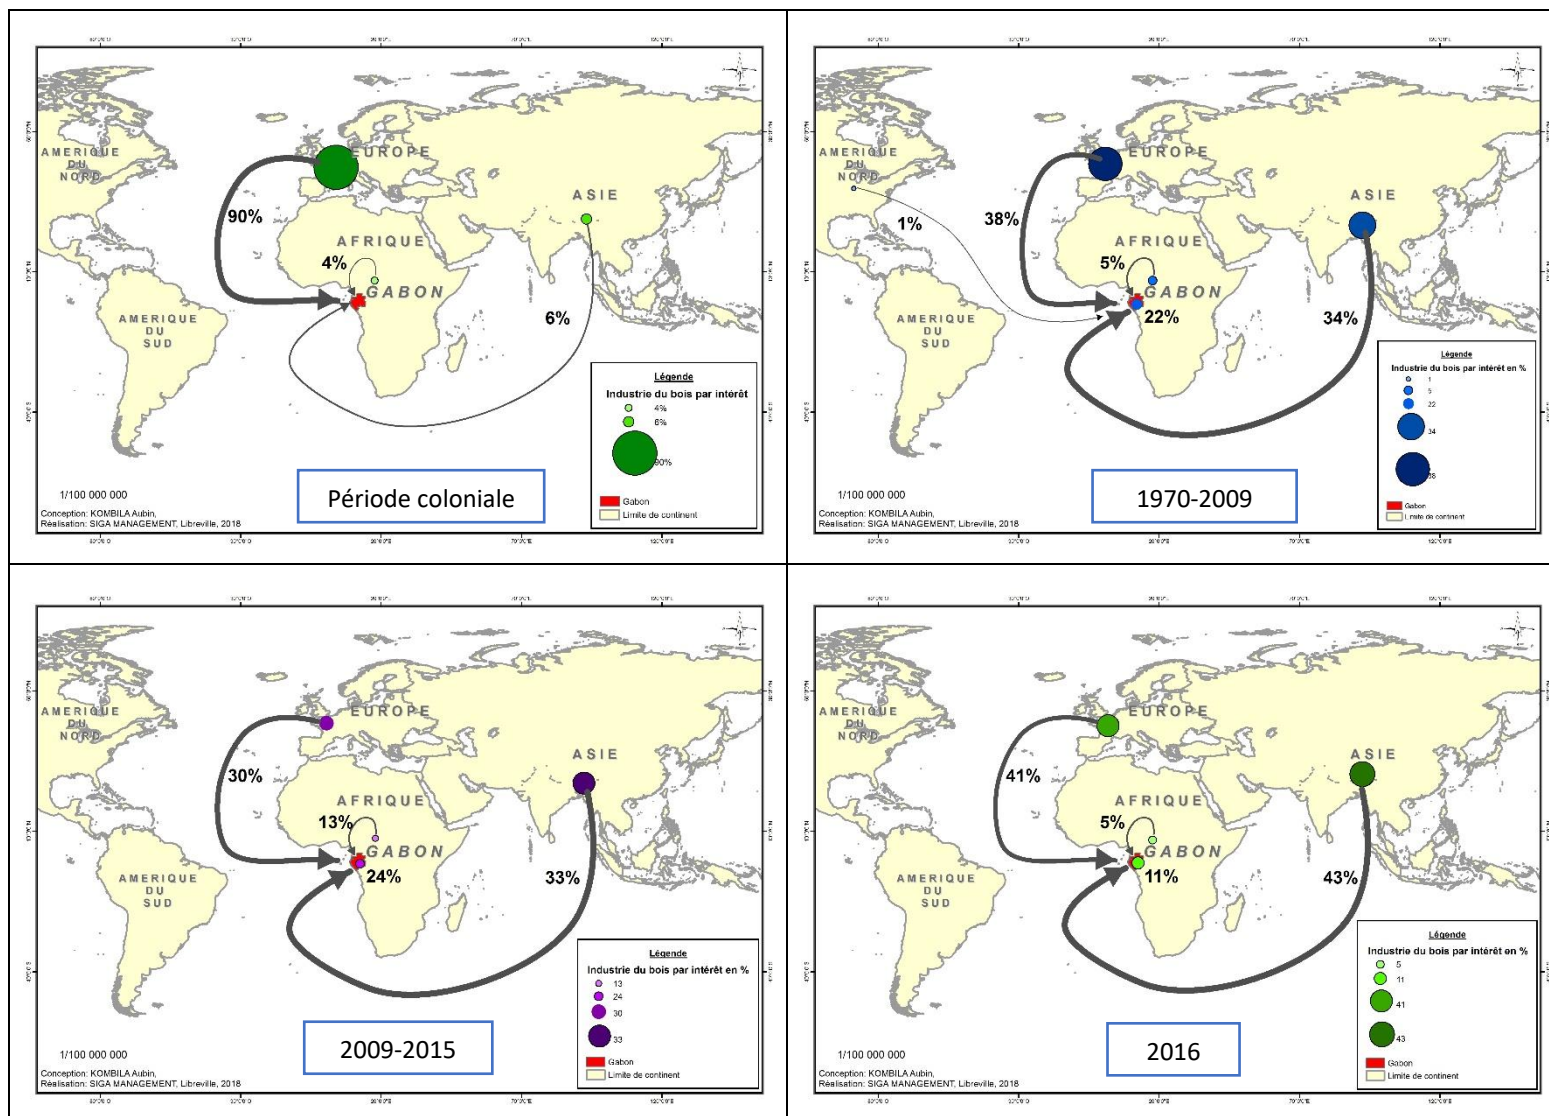 AMERIQUE
DU
NORD
EUROPE
ASIE
90%
AFRIQUE
4%
GABON
6%
AMERIQUE
DU
SUD
Légende
Industrie du bois par intérêt
4%
6%
90%
Gabon
Limite de continent
Période coloniale
1/100 000 000
Conception: KOMBILA Aubin,
Réalisation: SIGA MANAGEMENT, Libreville, 2018
AMERIQUE
DU
NORD
EUROPE
ASIE
1%
38%
AFRIQUE
5%
GABON
22%
34%
AMERIQUE
DU
SUD
Légende
Industrie du bois par intérêt en %
1
5
22
34
38
Gabon
Limite de continent
1970-2009
1/100 000 000
Conception: KOMBILA Aubin,
Réalisation: SIGA MANAGEMENT, Libreville, 2018
AMERIQUE
DU
NORD
EUROPE
ASIE
30%
AFRIQUE
13%
GABON
24%
33%
AMERIQUE
DU
SUD
Légende
Industrie du bois par intérêt en %
13
24
30
33
Gabon
Limite de continent
2009-2015
1/100 000 000
Conception: KOMBILA Aubin,
Réalisation: SIGA MANAGEMENT, Libreville, 2018
AMERIQUE
DU
NORD
EUROPE
ASIE
41%
AFRIQUE
5%
GABON
11%
43%
AMERIQUE
DU
SUD
Légende
Industrie du bois par intérêt en %
5
11
41
43
Gabon
Limite de continent
2016
1/100 000 000
Conception: KOMBILA Aubin,
Réalisation: SIGA MANAGEMENT, Libreville, 2018